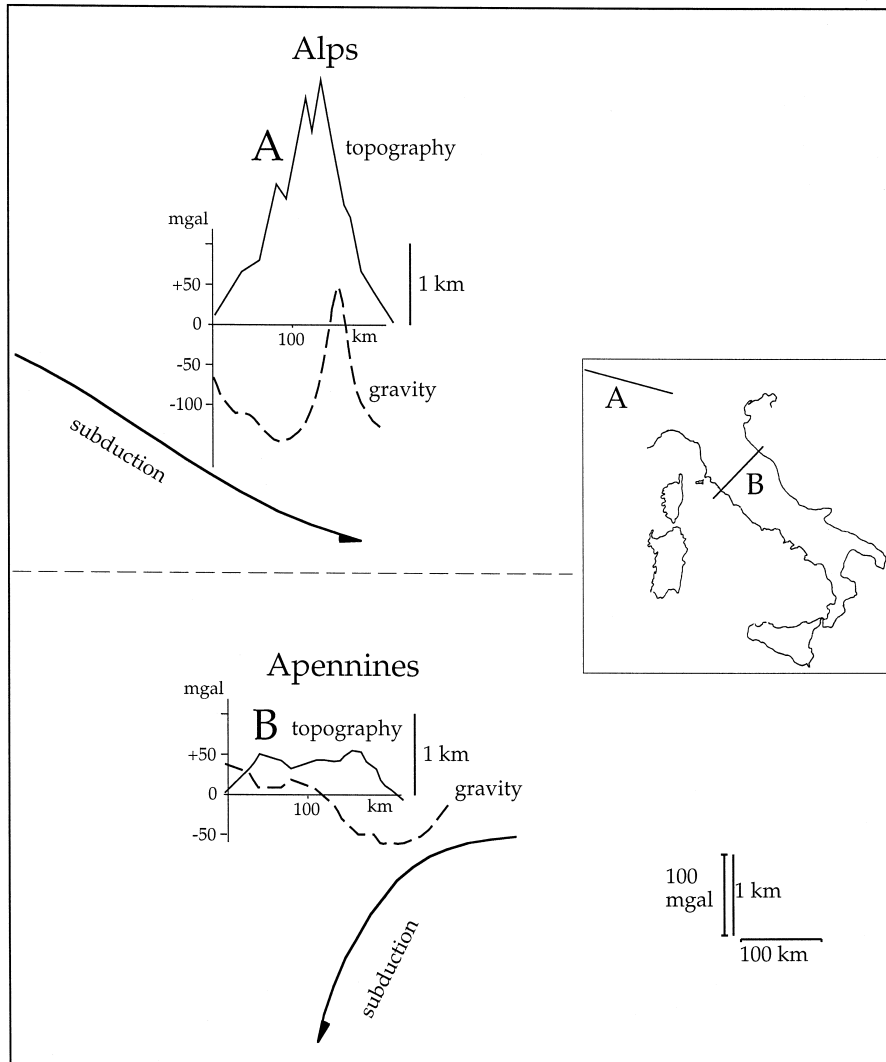 Alps
A
topography
mgal
+50
1 km
0
100
km
-50
gravity
-100
subduction
A
B
Apennines
mgal
B
topography
+50
1 km
gravity
0
100
km
-50
100
mgal
1 km
100 km
subduction